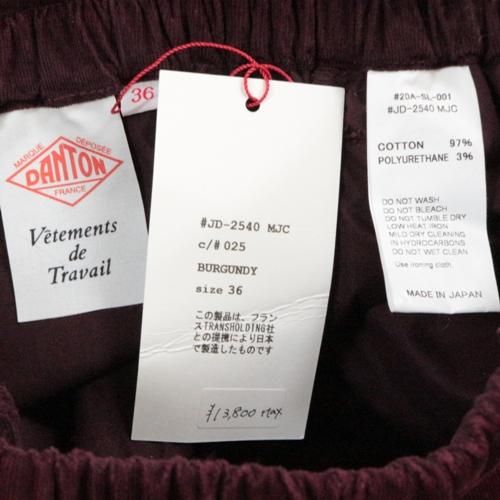 MARQUE DÉPOSÉE
DANTON
FRANCE
Vêtements
de
Travail
36
#JD-2540 MJC
c/# 025
BURGUNDY
size 36
この製品は、フラン
スTRANSHOLDING社
との提携により日本
で製造したものです
¥13,800 +tax
#20A-SL-001
#JD-2540 MJC
COTTON 97%
POLYURETHANE 3%
DO NOT WASH
DO NOT BLEACH
DO NOT TUMBLE DRY
LOW HEAT IRON
MILD DRY CLEANING
IN HYDROCARBONS
DO NOT WET CLEAN
Use ironing cloth.
MADE IN JAPAN